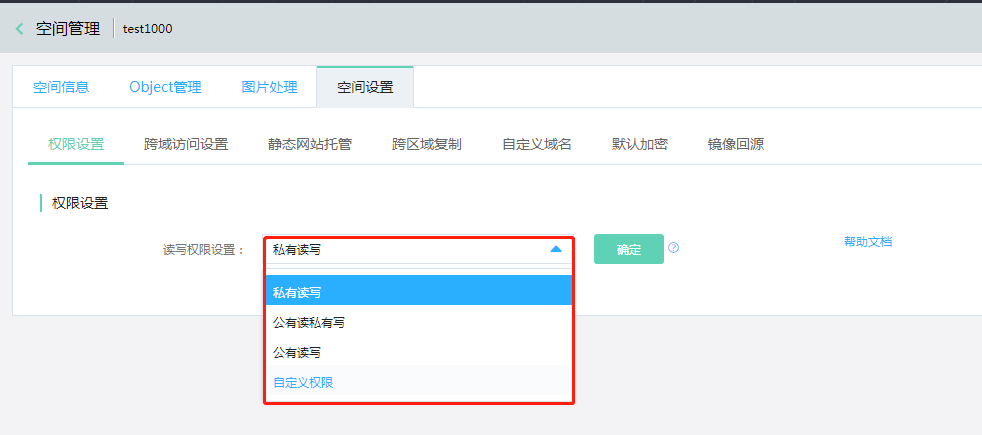 空间管理 test1000
空间信息 Object管理 图片处理 空间设置
权限设置 跨域访问设置 静态网站托管 跨区域复制 自定义域名 默认加密 镜像回源
权限设置
读写权限设置： 私有读写 确定 ? 帮助文档
私有读写
公有读私有写
公有读写
自定义权限